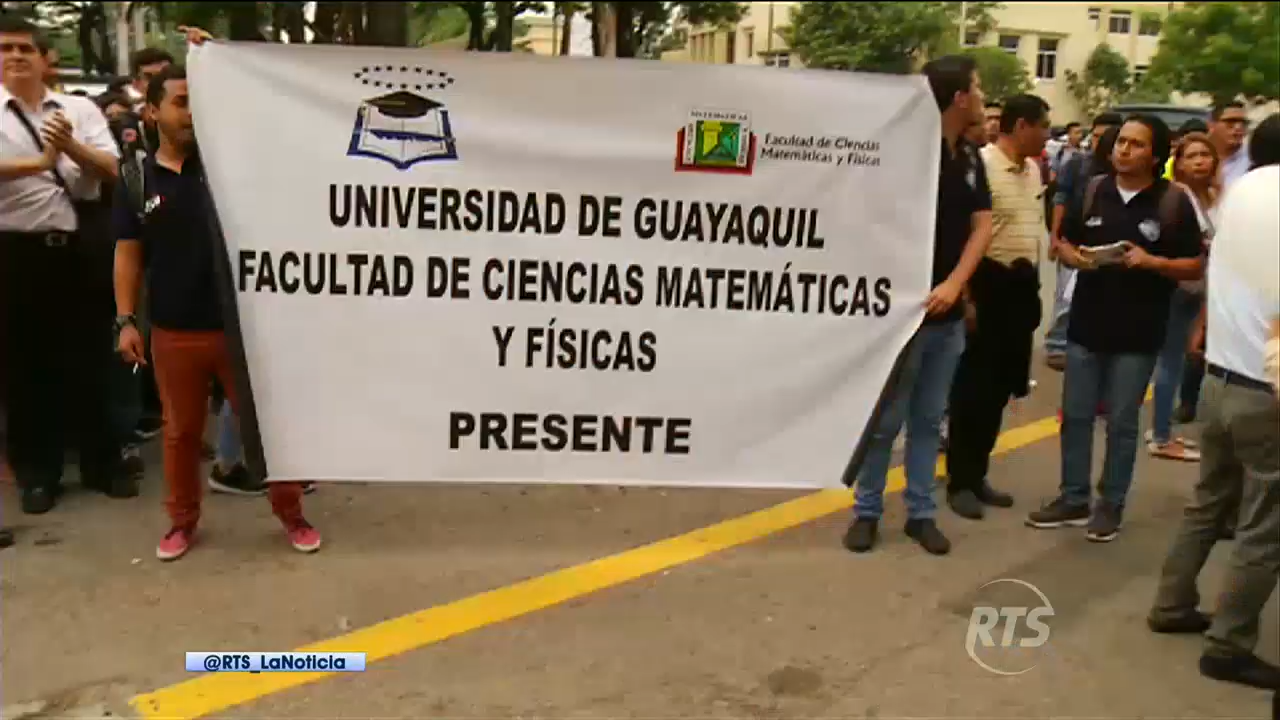 Facultad de Ciencias
Matemáticas y Físicas
UNIVERSIDAD DE GUAYAQUIL
FACULTAD DE CIENCIAS MATEMÁTICAS
Y FÍSICAS
PRESENTE
RTS
@RTS_LaNoticia